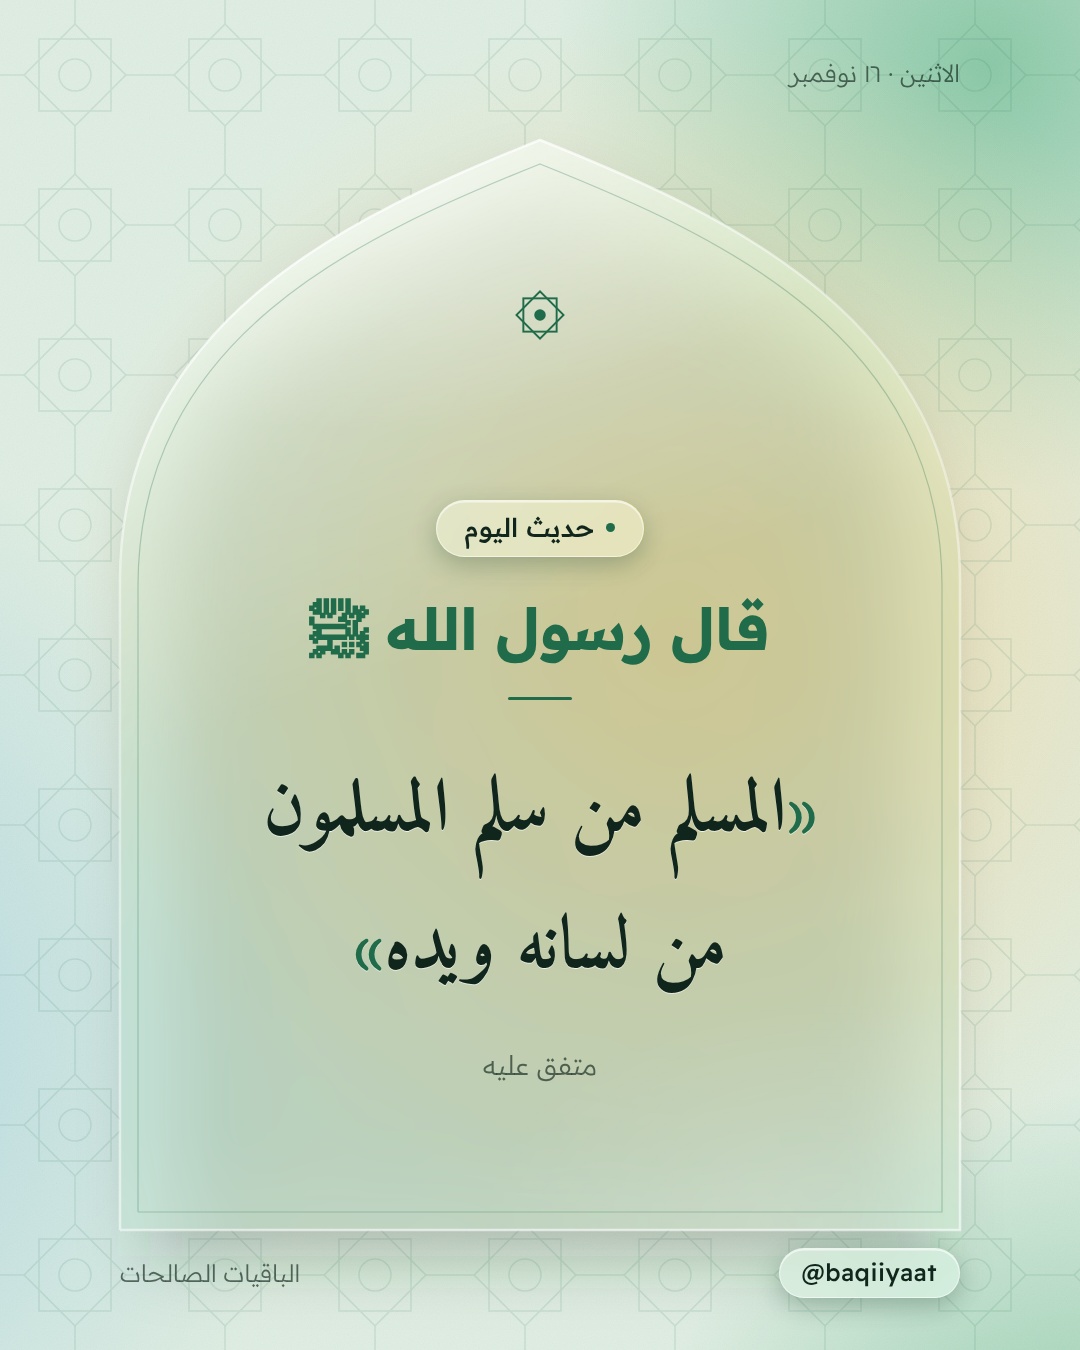 الاثنين · ١٦ نوفمبر
حديث اليوم
قال رسول الله ﷺ
«المسلم من سلم المسلمون
من لسانه ويده»
متفق عليه
@baqiiyaat
الباقيات الصالحات